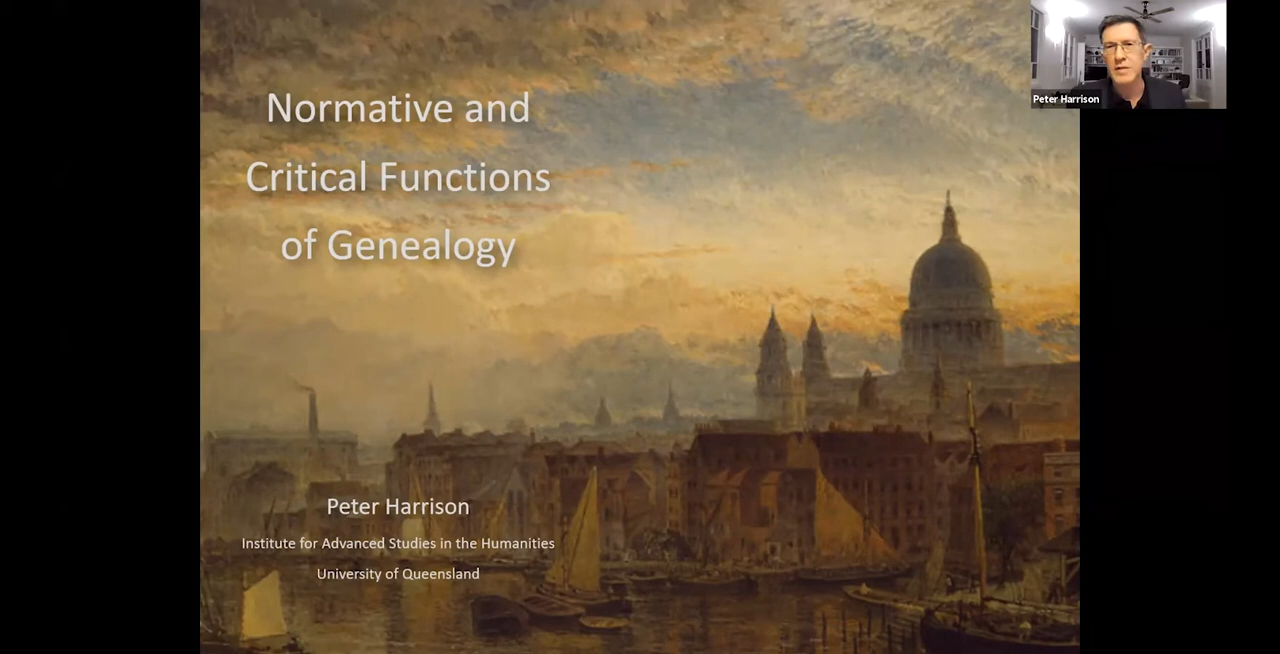 Normative and
Critical Functions
of Genealogy
Peter Harrison
Peter Harrison
Institute for Advanced Studies in the Humanities
University of Queensland